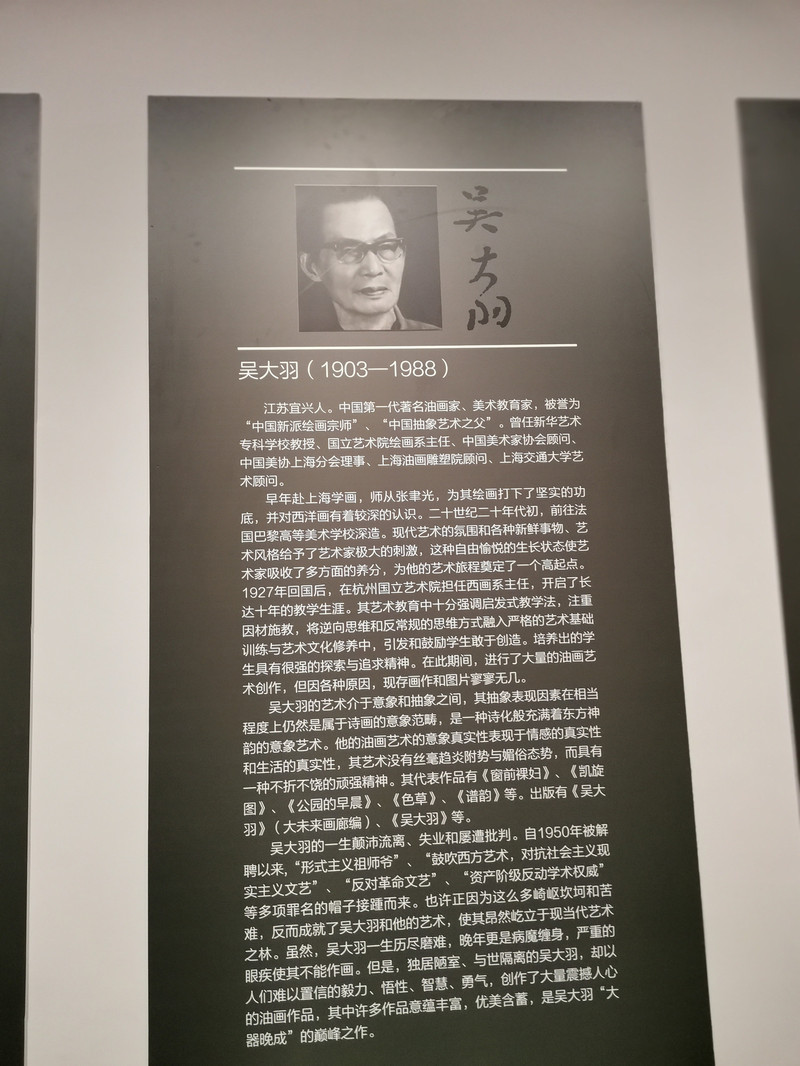 吴大羽
吴大羽（1903—1988）
江苏宜兴人。中国第一代著名油画家、美术教育家，被誉为
“中国新派绘画宗师”、“中国抽象艺术之父”。曾任新华艺术
专科学校教授、国立艺术院绘画系主任、中国美术家协会顾问、
中国美协上海分会理事、上海油画雕塑院顾问、上海交通大学艺
术顾问。
早年赴上海学画，师从张聿光，为其绘画打下了坚实的功
底，并对西洋画有着较深的认识。二十世纪二十年代初，前往法
国巴黎高等美术学校深造。现代艺术的氛围和各种新鲜事物、艺
术风格给予了艺术家极大的刺激，这种自由愉悦的生长状态使艺
术家吸收了多方面的养分，为他的艺术旅程奠定了一个高起点。
1927年回国后，在杭州国立艺术院担任西画系主任，开启了长
达十年的教学生涯。其艺术教育中十分强调启发式教学法，注重
因材施教，将逆向思维和反常规的思维方式融入严格的艺术基础
训练与艺术文化修养中，引发和鼓励学生敢于创造。培养出的学
生具有很强的探索与追求精神。在此期间，进行了大量的油画艺
术创作，但因各种原因，现存画作和图片寥寥无几。
吴大羽的艺术介于意象和抽象之间，其抽象表现因素在相当
程度上仍然是属于诗画的意象范畴，是一种诗化般充满着东方神
韵的意象艺术。他的油画艺术的意象真实性表现于情感的真实性
和生活的真实性，其艺术没有丝毫趋炎附势与媚俗态势，而具有
一种不折不饶的顽强精神。其代表作品有《窗前裸妇》、《凯旋
图》、《公园的早晨》、《色草》、《谱韵》等。出版有《吴大
羽》（大未来画廊编）、《吴大羽》等。
吴大羽的一生颠沛流离、失业和屡遭批判。自1950年被解
聘以来，“形式主义祖师爷”、“鼓吹西方艺术，对抗社会主义现
实主义文艺”、“反对革命文艺”、“资产阶级反动学术权威”
等多项罪名的帽子接踵而来。也许正因为这么多崎岖坎坷和苦
难，反而成就了吴大羽和他的艺术，使其昂然屹立于现当代艺术
之林。虽然，吴大羽一生历尽磨难，晚年更是病魔缠身，严重的
眼疾使其不能作画。但是，独居陋室、与世隔离的吴大羽，却以
人们难以置信的毅力、悟性、智慧、勇气，创作了大量震撼人心
的油画作品，其中许多作品意蕴丰富，优美含蓄，是吴大羽“大
器晚成”的巅峰之作。